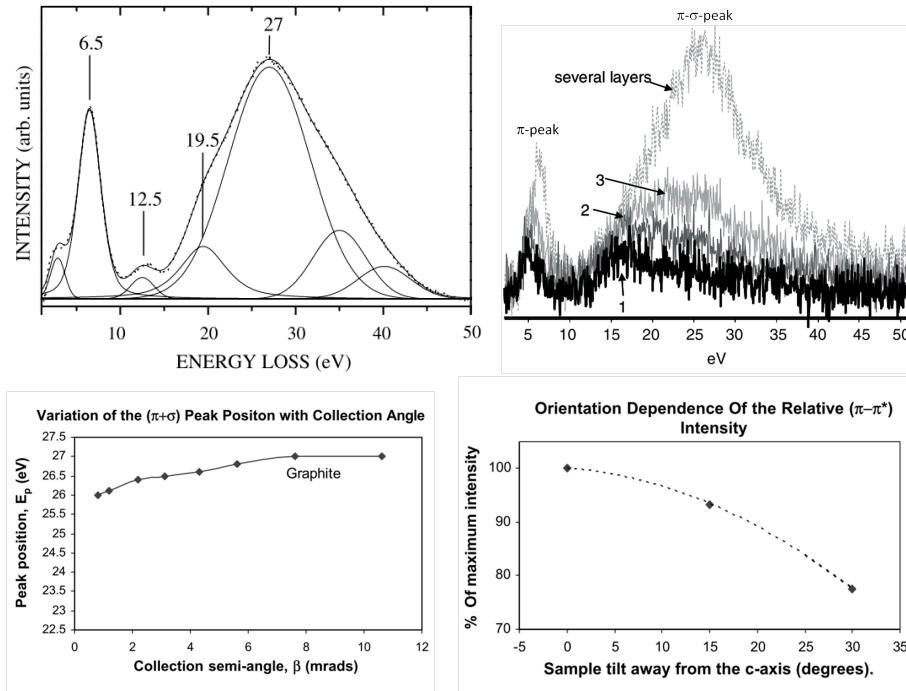 6.5
27
19.5
12.5
INTENSITY (arb. units)
10
20
30
40
50
ENERGY LOSS (eV)
π-σ-peak
several layers
π-peak
3
2
1
5 10 15 20 25 30 35 40 45 50
eV
Variation of the (π+σ) Peak Positon with Collection Angle
27.5
27
26.5
26
25.5
25
24.5
24
23.5
23
22.5
Graphite
Peak position, Ep (eV)
0 2 4 6 8 10 12
Collection semi-angle, β (mrads)
Orientation Dependence Of the Relative (π−π*)
Intensity
100
90
80
70
% Of maximum intensity
-5 0 5 10 15 20 25 30 35
Sample tilt away from the c-axis (degrees).